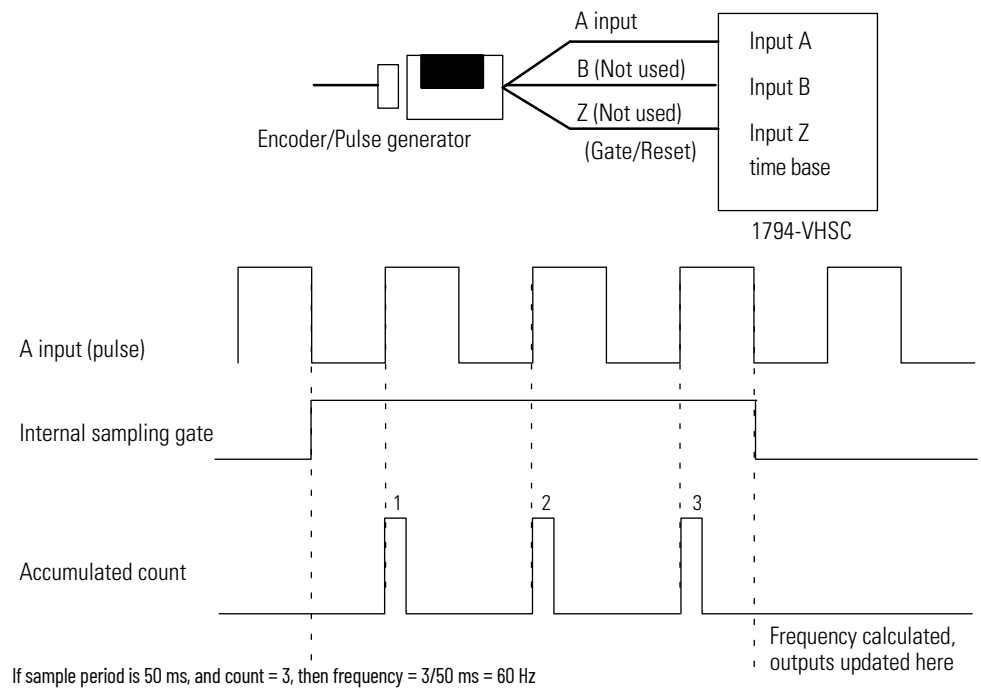 A input
B (Not used)
Z (Not used)
(Gate/Reset)
Encoder/Pulse generator
Input A
Input B
Input Z
time base
1794-VHSC
A input (pulse)
Internal sampling gate
1
2
3
Accumulated count
Frequency calculated,
outputs updated here
If sample period is 50 ms, and count = 3, then frequency = 3/50 ms = 60 Hz